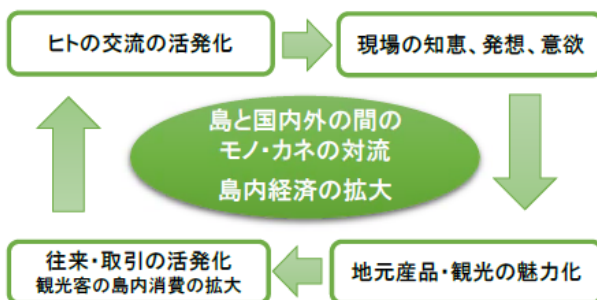 ヒトの交流の活発化
現場の知恵、発想、意欲
島と国内外の間の
モノ・カネの対流
島内経済の拡大
往来・取引の活発化
観光客の島内消費の拡大
地元産品・観光の魅力化